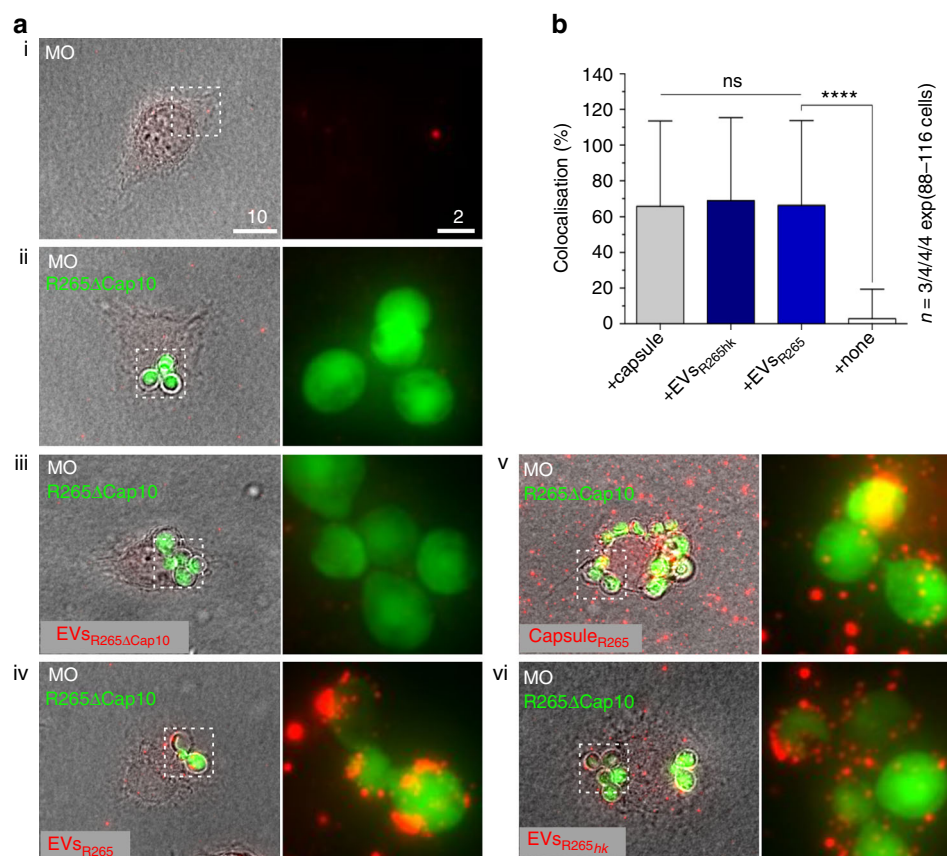 a
i
MO
10
2
ii
MO
R265ΔCap10
iii
MO
R265ΔCap10
EVsR265ΔCap10
iv
MO
R265ΔCap10
EVsR265
b
140
120
100
80
60
40
20
0
Colocalisation (%)
ns
****
+capsule
+EVsR265hk
+EVsR265
+none
n = 3/4/4/4 exp(88–116 cells)
v
MO
R265ΔCap10
CapsuleR265
vi
MO
R265ΔCap10
EVsR265hk